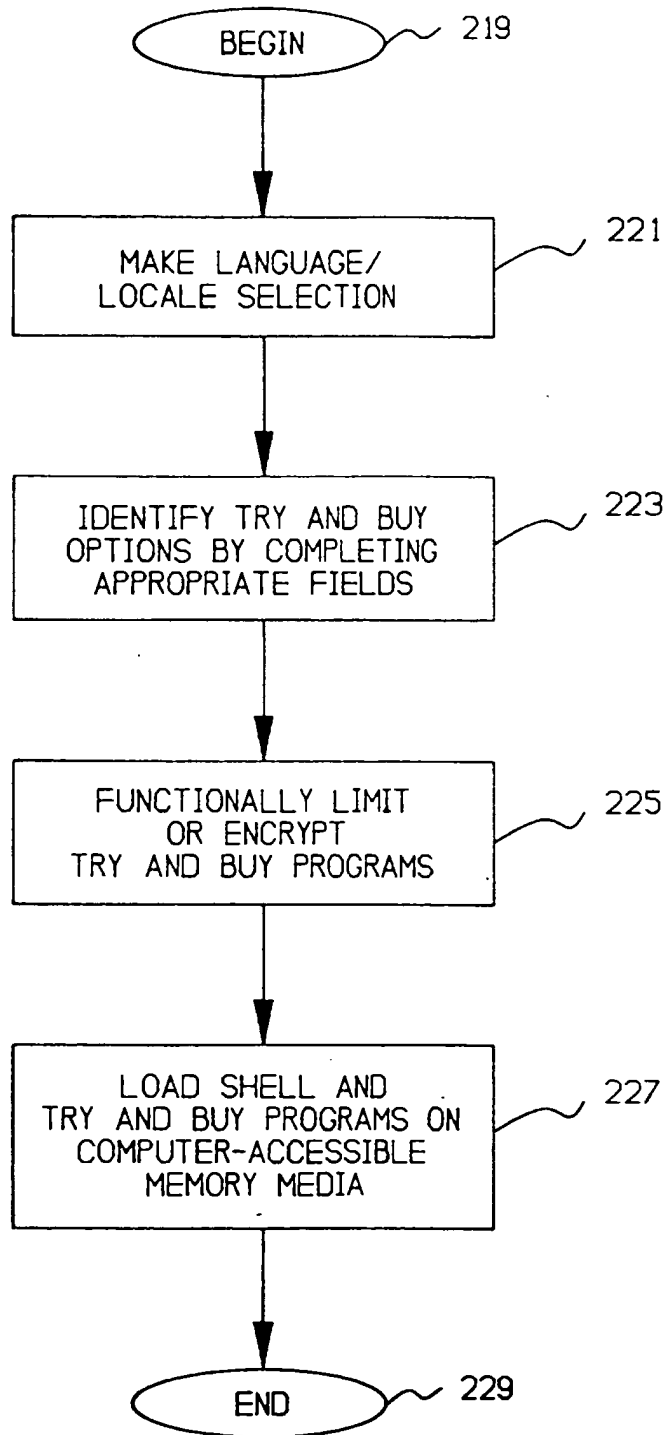 BEGIN
219
MAKE LANGUAGE/
LOCALE SELECTION
221
IDENTIFY TRY AND BUY
OPTIONS BY COMPLETING
APPROPRIATE FIELDS
223
FUNCTIONALLY LIMIT
OR ENCRYPT
TRY AND BUY PROGRAMS
225
LOAD SHELL AND
TRY AND BUY PROGRAMS ON
COMPUTER-ACCESSIBLE
MEMORY MEDIA
227
END
229